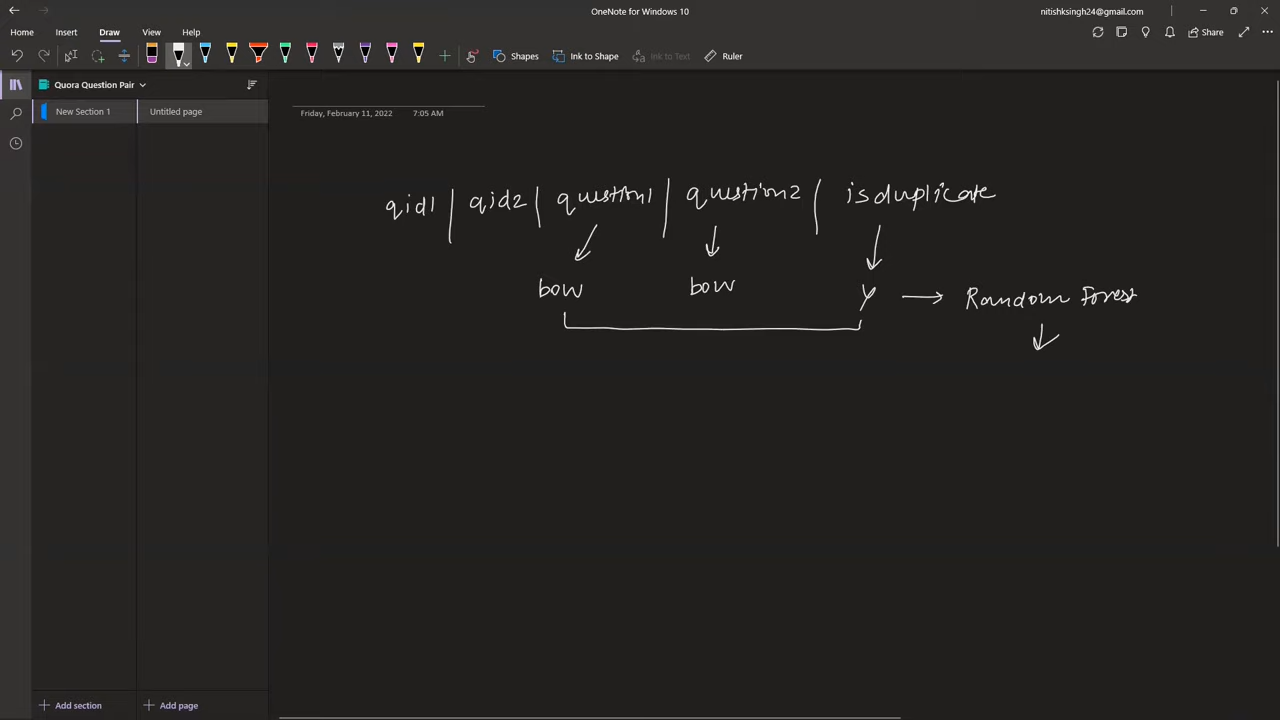 OneNote for Windows 10
nitishksingh24@gmail.com
Home Insert Draw View Help
Share
Shapes Ink to Shape Ink to Text Ruler
Quora Question Pair
New Section 1 Untitled page
Friday, February 11, 2022 7:05 AM
qid1 | qid2 | question1 | question2 | isduplicate
bow bow Y → Random Forest
Add section Add page